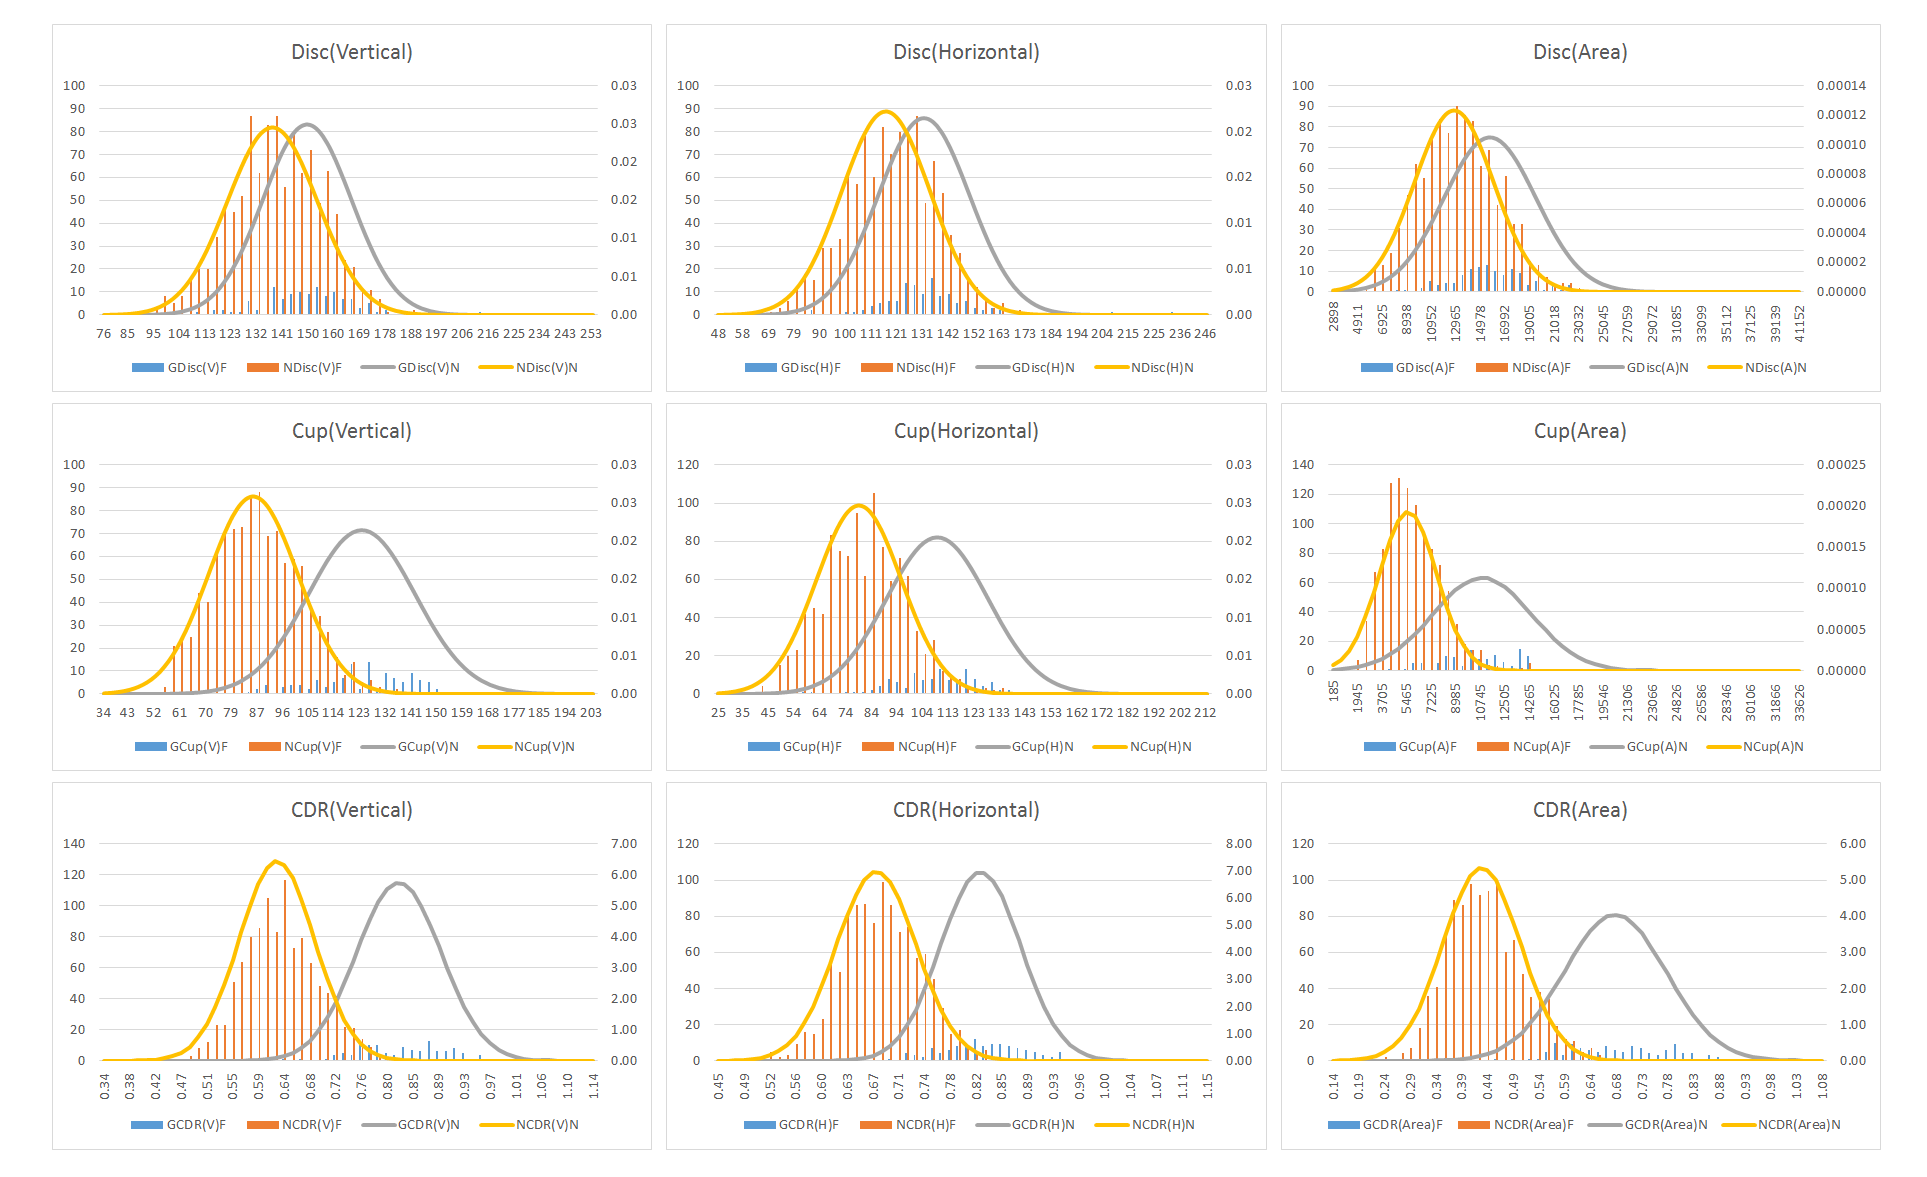 Disc(Vertical)
100 90 80 70 60 50 40 30 20 10 0
0.03 0.03 0.02 0.02 0.01 0.01 0.00
76 85 95 104 113 123 132 141 150 160 169 178 188 197 206 216 225 234 243 253
GDisc(V)F NDisc(V)F GDisc(V)N NDisc(V)N
Disc(Horizontal)
100 90 80 70 60 50 40 30 20 10 0
0.03 0.02 0.02 0.01 0.01 0.00
48 58 69 79 90 100 111 121 131 142 152 163 173 184 194 204 215 225 236 246
GDisc(H)F NDisc(H)F GDisc(H)N NDisc(H)N
Disc(Area)
100 90 80 70 60 50 40 30 20 10 0
0.00014 0.00012 0.00010 0.00008 0.00006 0.00004 0.00002 0.00000
2898 4911 6925 8938 10952 12965 14978 16992 19005 21018 23032 25045 27059 29072 31085 33099 35112 37125 39139 41152
GDisc(A)F NDisc(A)F GDisc(A)N NDisc(A)N
Cup(Vertical)
100 90 80 70 60 50 40 30 20 10 0
0.03 0.03 0.02 0.02 0.01 0.01 0.00
34 43 52 61 70 79 87 96 105 114 123 132 141 150 159 168 177 185 194 203
GCup(V)F NCup(V)F GCup(V)N NCup(V)N
Cup(Horizontal)
120 100 80 60 40 20 0
0.03 0.03 0.02 0.02 0.01 0.01 0.00
25 35 45 54 64 74 84 94 104 114 123 133 143 153 163 173 182 192 202 212
GCup(H)F NCup(H)F GCup(H)N NCup(H)N
Cup(Area)
140 120 100 80 60 40 20 0
0.00025 0.00020 0.00015 0.00010 0.00005 0.00000
185 1945 3705 5465 7225 8985 10745 12505 14265 16025 17785 19546 21306 23066 24826 26586 28346 30106 31866 33626
GCup(A)F NCup(A)F GCup(A)N NCup(A)N
CDR(Vertical)
140 120 100 80 60 40 20 0
7.00 6.00 5.00 4.00 3.00 2.00 1.00 0.00
0.34 0.38 0.42 0.47 0.51 0.55 0.59 0.64 0.68 0.72 0.76 0.80 0.85 0.89 0.93 0.97 1.01 1.06 1.10 1.14
GCDR(V)F NCDR(V)F GCDR(V)N NCDR(V)N
CDR(Horizontal)
120 100 80 60 40 20 0
8.00 7.00 6.00 5.00 4.00 3.00 2.00 1.00 0.00
0.45 0.49 0.52 0.56 0.60 0.63 0.67 0.71 0.74 0.78 0.82 0.85 0.89 0.93 0.96 1.00 1.04 1.07 1.11 1.15
GCDR(H)F NCDR(H)F GCDR(H)N NCDR(H)N
CDR(Area)
120 100 80 60 40 20 0
6.00 5.00 4.00 3.00 2.00 1.00 0.00
0.14 0.19 0.24 0.29 0.34 0.39 0.44 0.49 0.54 0.59 0.64 0.68 0.73 0.78 0.83 0.88 0.93 0.98 1.03 1.08
GCDR(Area)F NCDR(Area)F GCDR(Area)N NCDR(Area)N